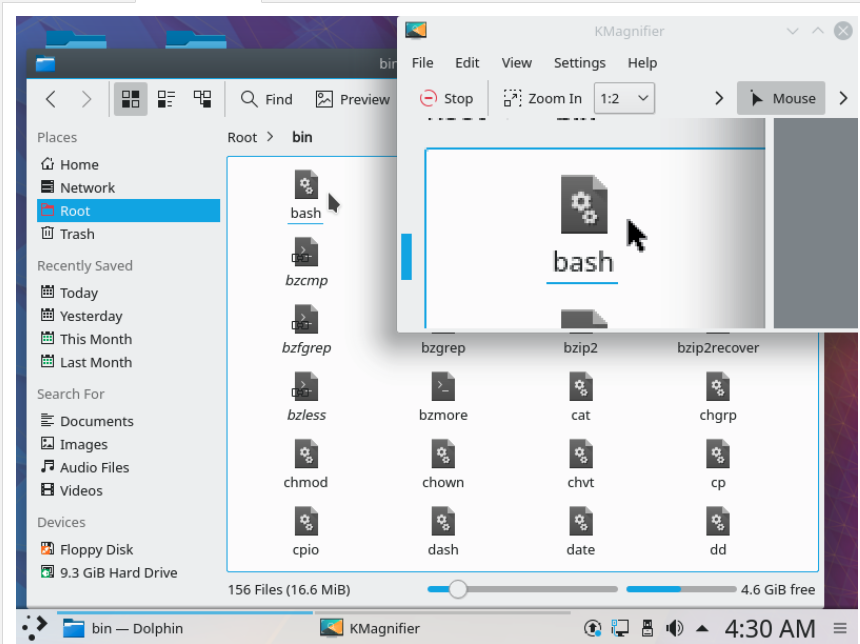 KMagnifier
File Edit View Settings Help
Stop Zoom In 1:2 Mouse
bash
Find Preview
Places
Home
Network
Root
Trash
Recently Saved
Today
Yesterday
This Month
Last Month
Search For
Documents
Images
Audio Files
Videos
Devices
Floppy Disk
9.3 GiB Hard Drive
Root > bin
bash
bzcmp
bzfgrep bzgrep bzip2 bzip2recover
bzless bzmore cat chgrp
chmod chown chvt cp
cpio dash date dd
156 Files (16.6 MiB) 4.6 GiB free
bin — Dolphin KMagnifier 4:30 AM